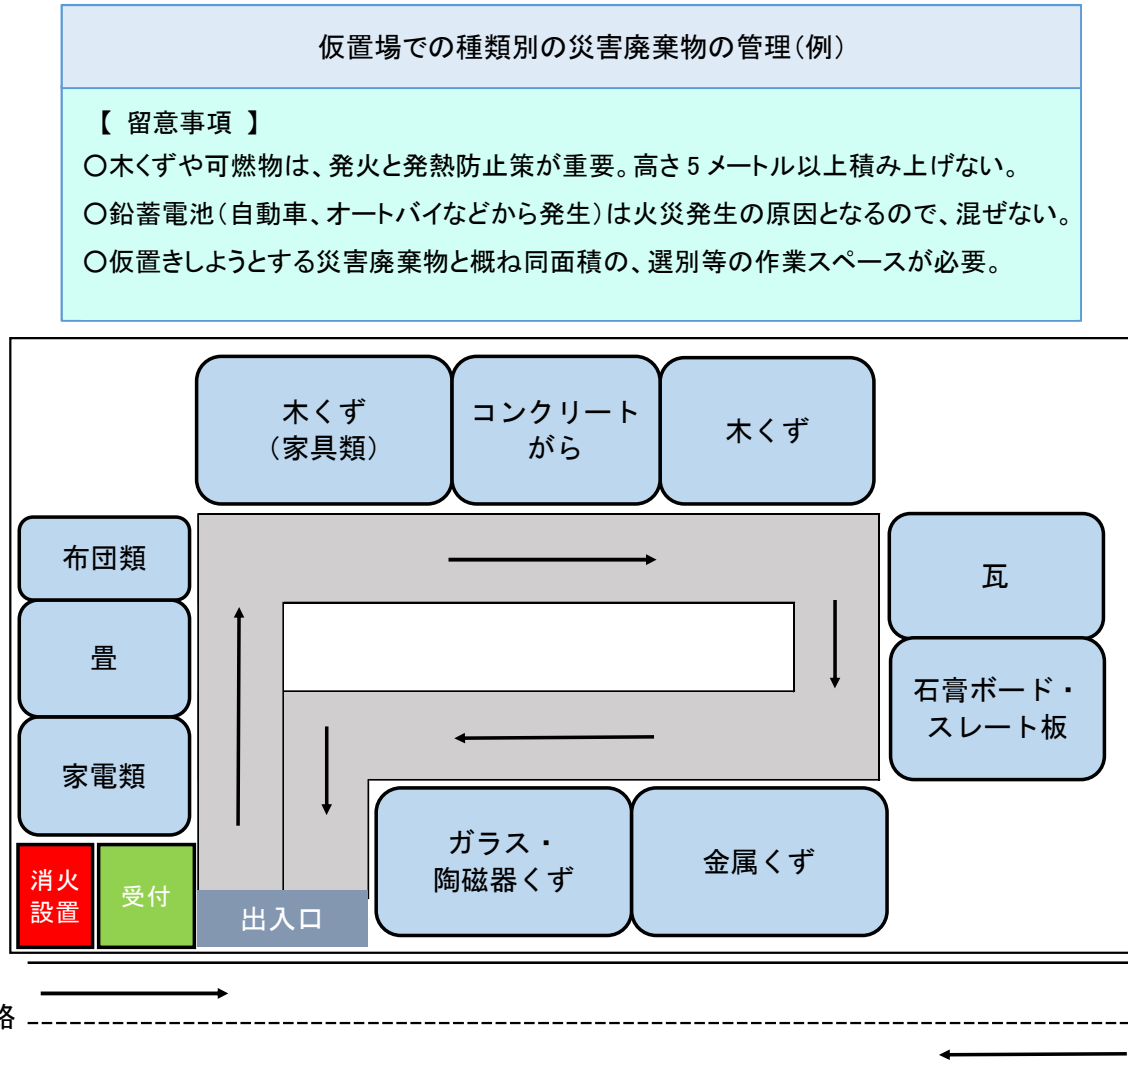 仮置場での種類別の災害廃棄物の管理（例）
【 留意事項 】
〇木くずや可燃物は、発火と発熱防止策が重要。高さ５メートル以上積み上げない。
〇鉛蓄電池（自動車、オートバイなどから発生）は火災発生の原因となるので、混ぜない。
〇仮置きしようとする災害廃棄物と概ね同面積の、選別等の作業スペースが必要。
木くず
（家具類）
コンクリート
がら
木くず
布団類
畳
家電類
瓦
石膏ボード・
スレート板
ガラス・
陶磁器くず
金属くず
消火
設置
受付
出入口